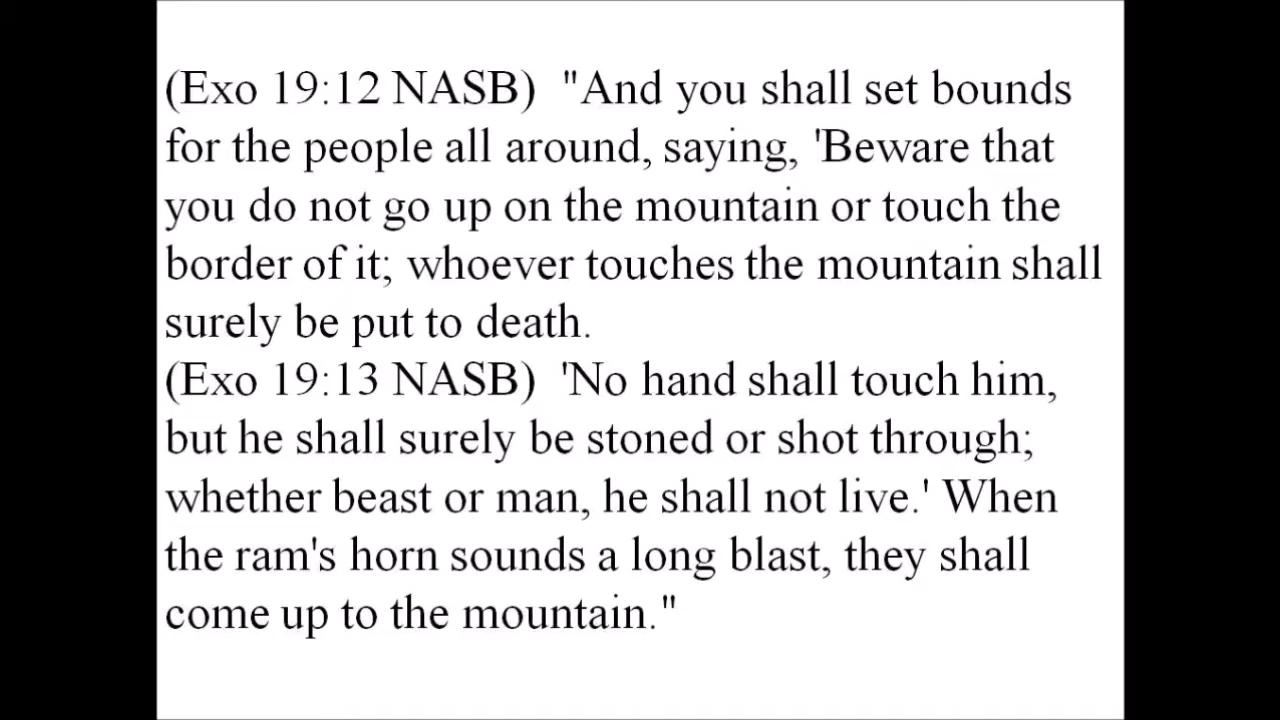 (Exo 19:12 NASB)  "And you shall set bounds
for the people all around, saying, 'Beware that
you do not go up on the mountain or touch the
border of it; whoever touches the mountain shall
surely be put to death.
(Exo 19:13 NASB)  'No hand shall touch him,
but he shall surely be stoned or shot through;
whether beast or man, he shall not live.' When
the ram's horn sounds a long blast, they shall
come up to the mountain."